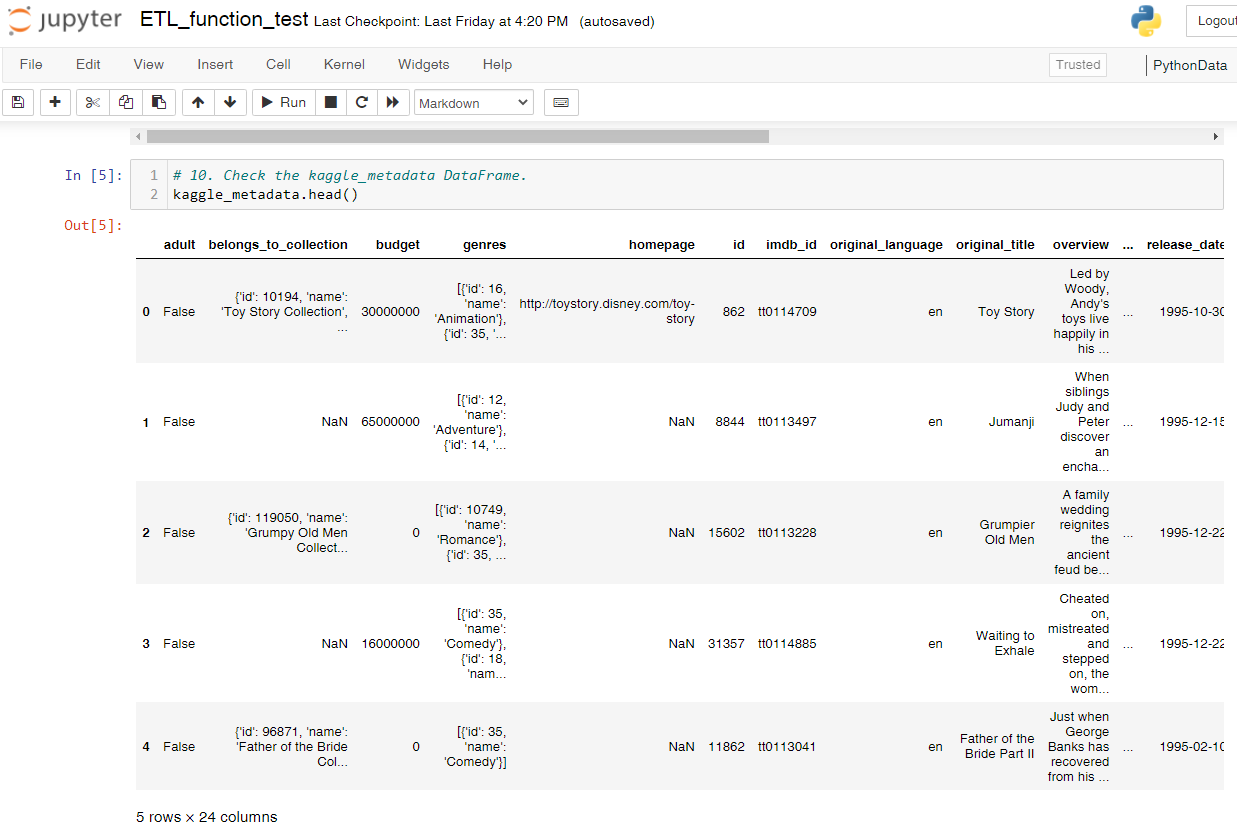 jupyter ETL_function_test Last Checkpoint: Last Friday at 4:20 PM (autosaved)
Logout
File Edit View Insert Cell Kernel Widgets Help
Trusted
PythonData
Run
Markdown
In [5]:
1 # 10. Check the kaggle_metadata DataFrame.
2 kaggle_metadata.head()
Out[5]:
adult belongs_to_collection budget genres homepage id imdb_id original_language original_title overview ... release_date
0 False {'id': 10194, 'name':
'Toy Story Collection',
...
30000000
[{'id': 16,
'name':
'Animation'},
{'id': 35, '...
http://toystory.disney.com/toy-
story
862 tt0114709 en Toy Story
Led by
Woody,
Andy's
toys live
happily in
his ...
... 1995-10-30
1 False NaN 65000000
[{'id': 12,
'name':
'Adventure'},
{'id': 14, '...
NaN 8844 tt0113497 en Jumanji
When
siblings
Judy and
Peter
discover
an
encha...
... 1995-12-15
2 False {'id': 119050, 'name':
'Grumpy Old Men
Collect...
0
[{'id': 10749,
'name':
'Romance'},
{'id': 35, ...
NaN 15602 tt0113228 en
Grumpier
Old Men
A family
wedding
reignites
the
ancient
feud be...
... 1995-12-22
3 False NaN 16000000
[{'id': 35,
'name':
'Comedy'},
{'id': 18,
'nam...
NaN 31357 tt0114885 en
Waiting to
Exhale
Cheated
on,
mistreated
and
stepped
on, the
wom...
... 1995-12-22
4 False {'id': 96871, 'name':
'Father of the Bride
Col...
0
[{'id': 35,
'name':
'Comedy'}]
NaN 11862 tt0113041 en
Father of the
Bride Part II
Just when
George
Banks has
recovered
from his ...
... 1995-02-10
5 rows × 24 columns